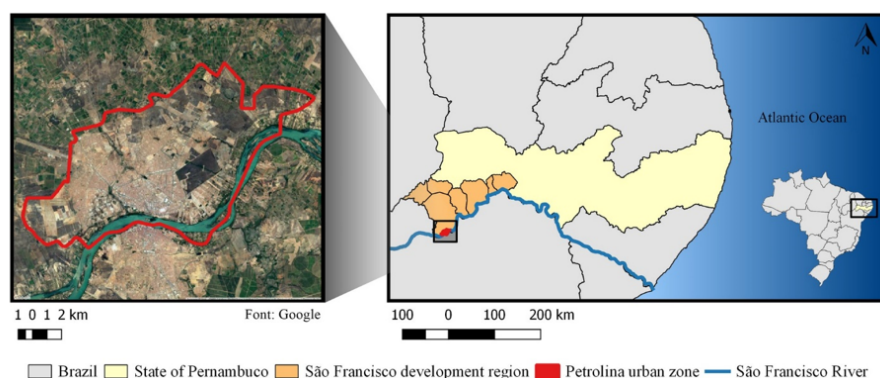 N
Atlantic Ocean
1 0 1 2 km
Font: Google
100 0 100 200 km
Brazil State of Pernambuco São Francisco development region Petrolina urban zone São Francisco River